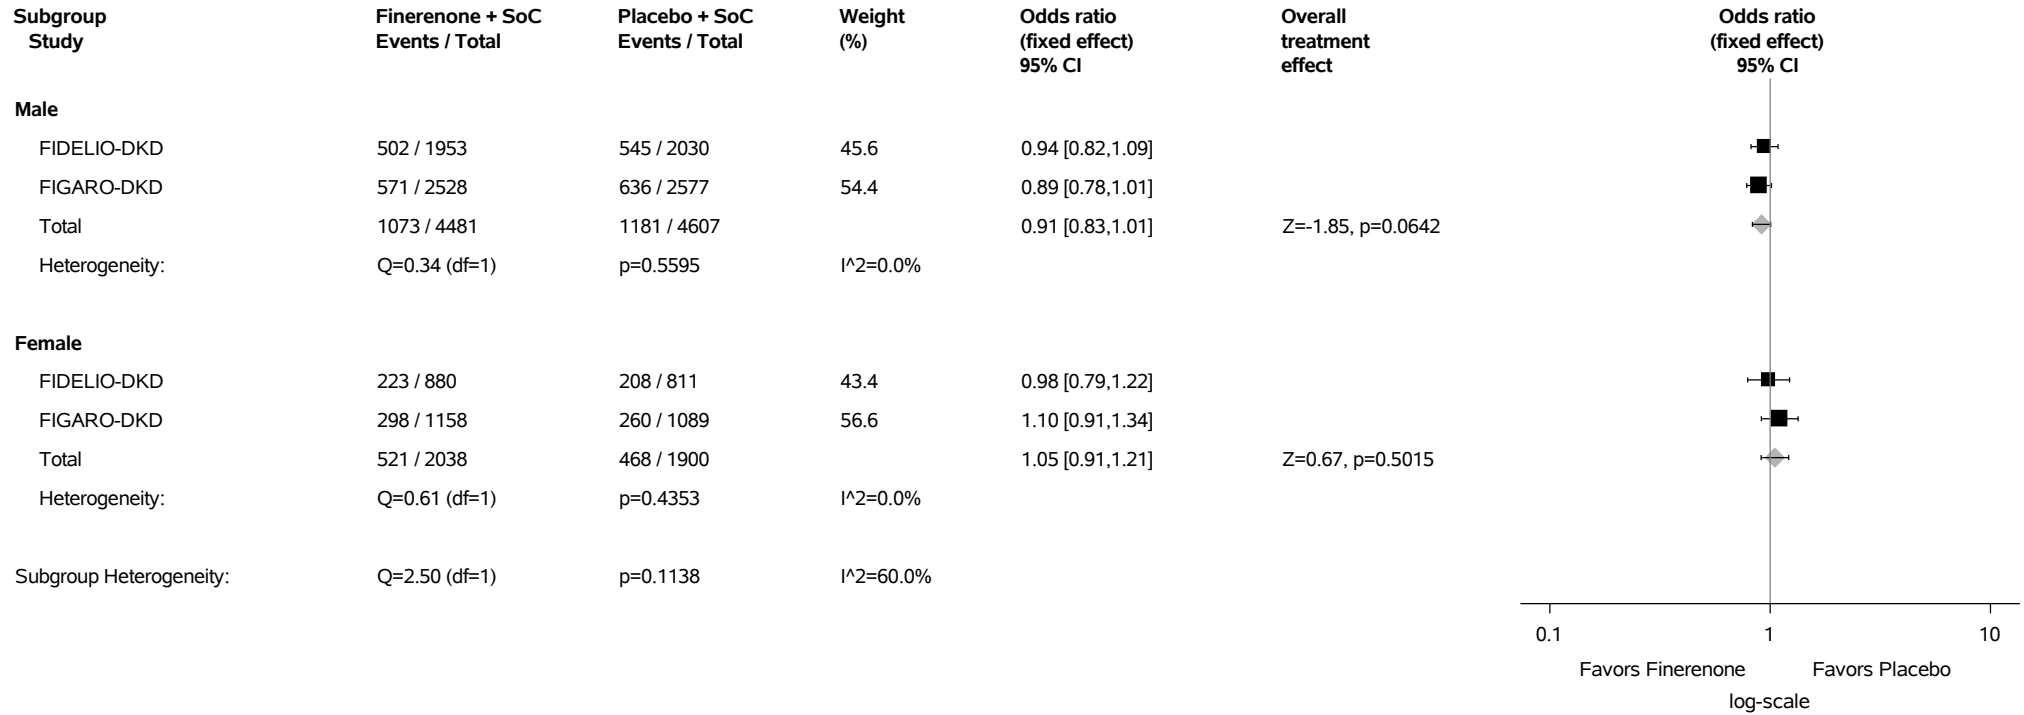 Subgroup Finerenone + SoC Placebo + SoC Weight Odds ratio Overall Odds ratio
Study Events / Total Events / Total (%) (fixed effect) treatment (fixed effect)
95% CI effect 95% CI
Male
FIDELIO-DKD 502 / 1953 545 / 2030 45.6 0.94 [0.82,1.09]
FIGARO-DKD 571 / 2528 636 / 2577 54.4 0.89 [0.78,1.01]
Total 1073 / 4481 1181 / 4607 0.91 [0.83,1.01] Z=-1.85, p=0.0642
Heterogeneity: Q=0.34 (df=1) p=0.5595 I^2=0.0%
Female
FIDELIO-DKD 223 / 880 208 / 811 43.4 0.98 [0.79,1.22]
FIGARO-DKD 298 / 1158 260 / 1089 56.6 1.10 [0.91,1.34]
Total 521 / 2038 468 / 1900 1.05 [0.91,1.21] Z=0.67, p=0.5015
Heterogeneity: Q=0.61 (df=1) p=0.4353 I^2=0.0%
Subgroup Heterogeneity: Q=2.50 (df=1) p=0.1138 I^2=60.0%
0.1 1 10
Favors Finerenone Favors Placebo
log-scale